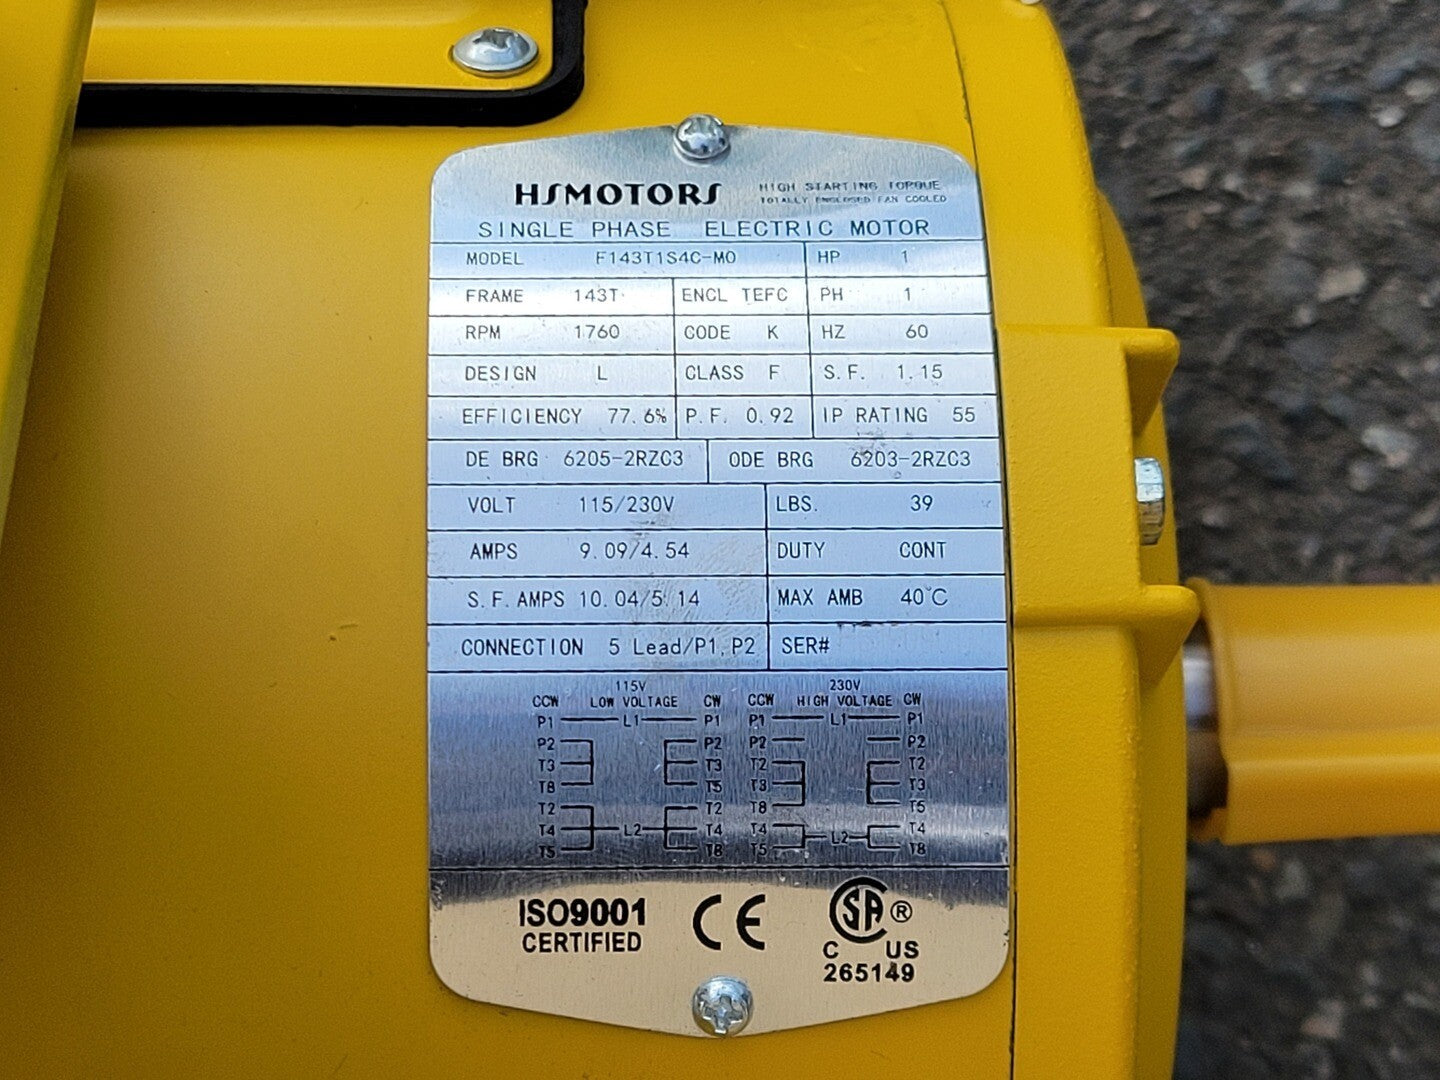 HSMOTORS HIGH STARTING TORQUE
TOTALLY ENCLOSED FAN COOLED
SINGLE PHASE ELECTRIC MOTOR
MODEL F143T1S4C-MO HP 1
FRAME 143T ENCL TEFC PH 1
RPM 1760 CODE K HZ 60
DESIGN L CLASS F S.F. 1.15
EFFICIENCY 77.6% P.F. 0.92 IP RATING 55
DE BRG 6205-2RZC3 ODE BRG 6203-2RZC3
VOLT 115/230V LBS. 39
AMPS 9.09/4.54 DUTY CONT
S.F.AMPS 10.04/5.14 MAX AMB 40℃
CONNECTION 5 Lead/P1,P2 SER#
115V 230V
CCW LOW VOLTAGE CW CCW HIGH VOLTAGE CW
P1 L1 P1 P1 L1 P1
P2 P2 P2 P2
T3 T3 T2 T2
T8 T5 T3 T3
T2 T2 T8 T5
T4 L2 T4 T4 L2 T4
T5 T8 T5 T8
ISO9001 CE SA ®
CERTIFIED C US
265149